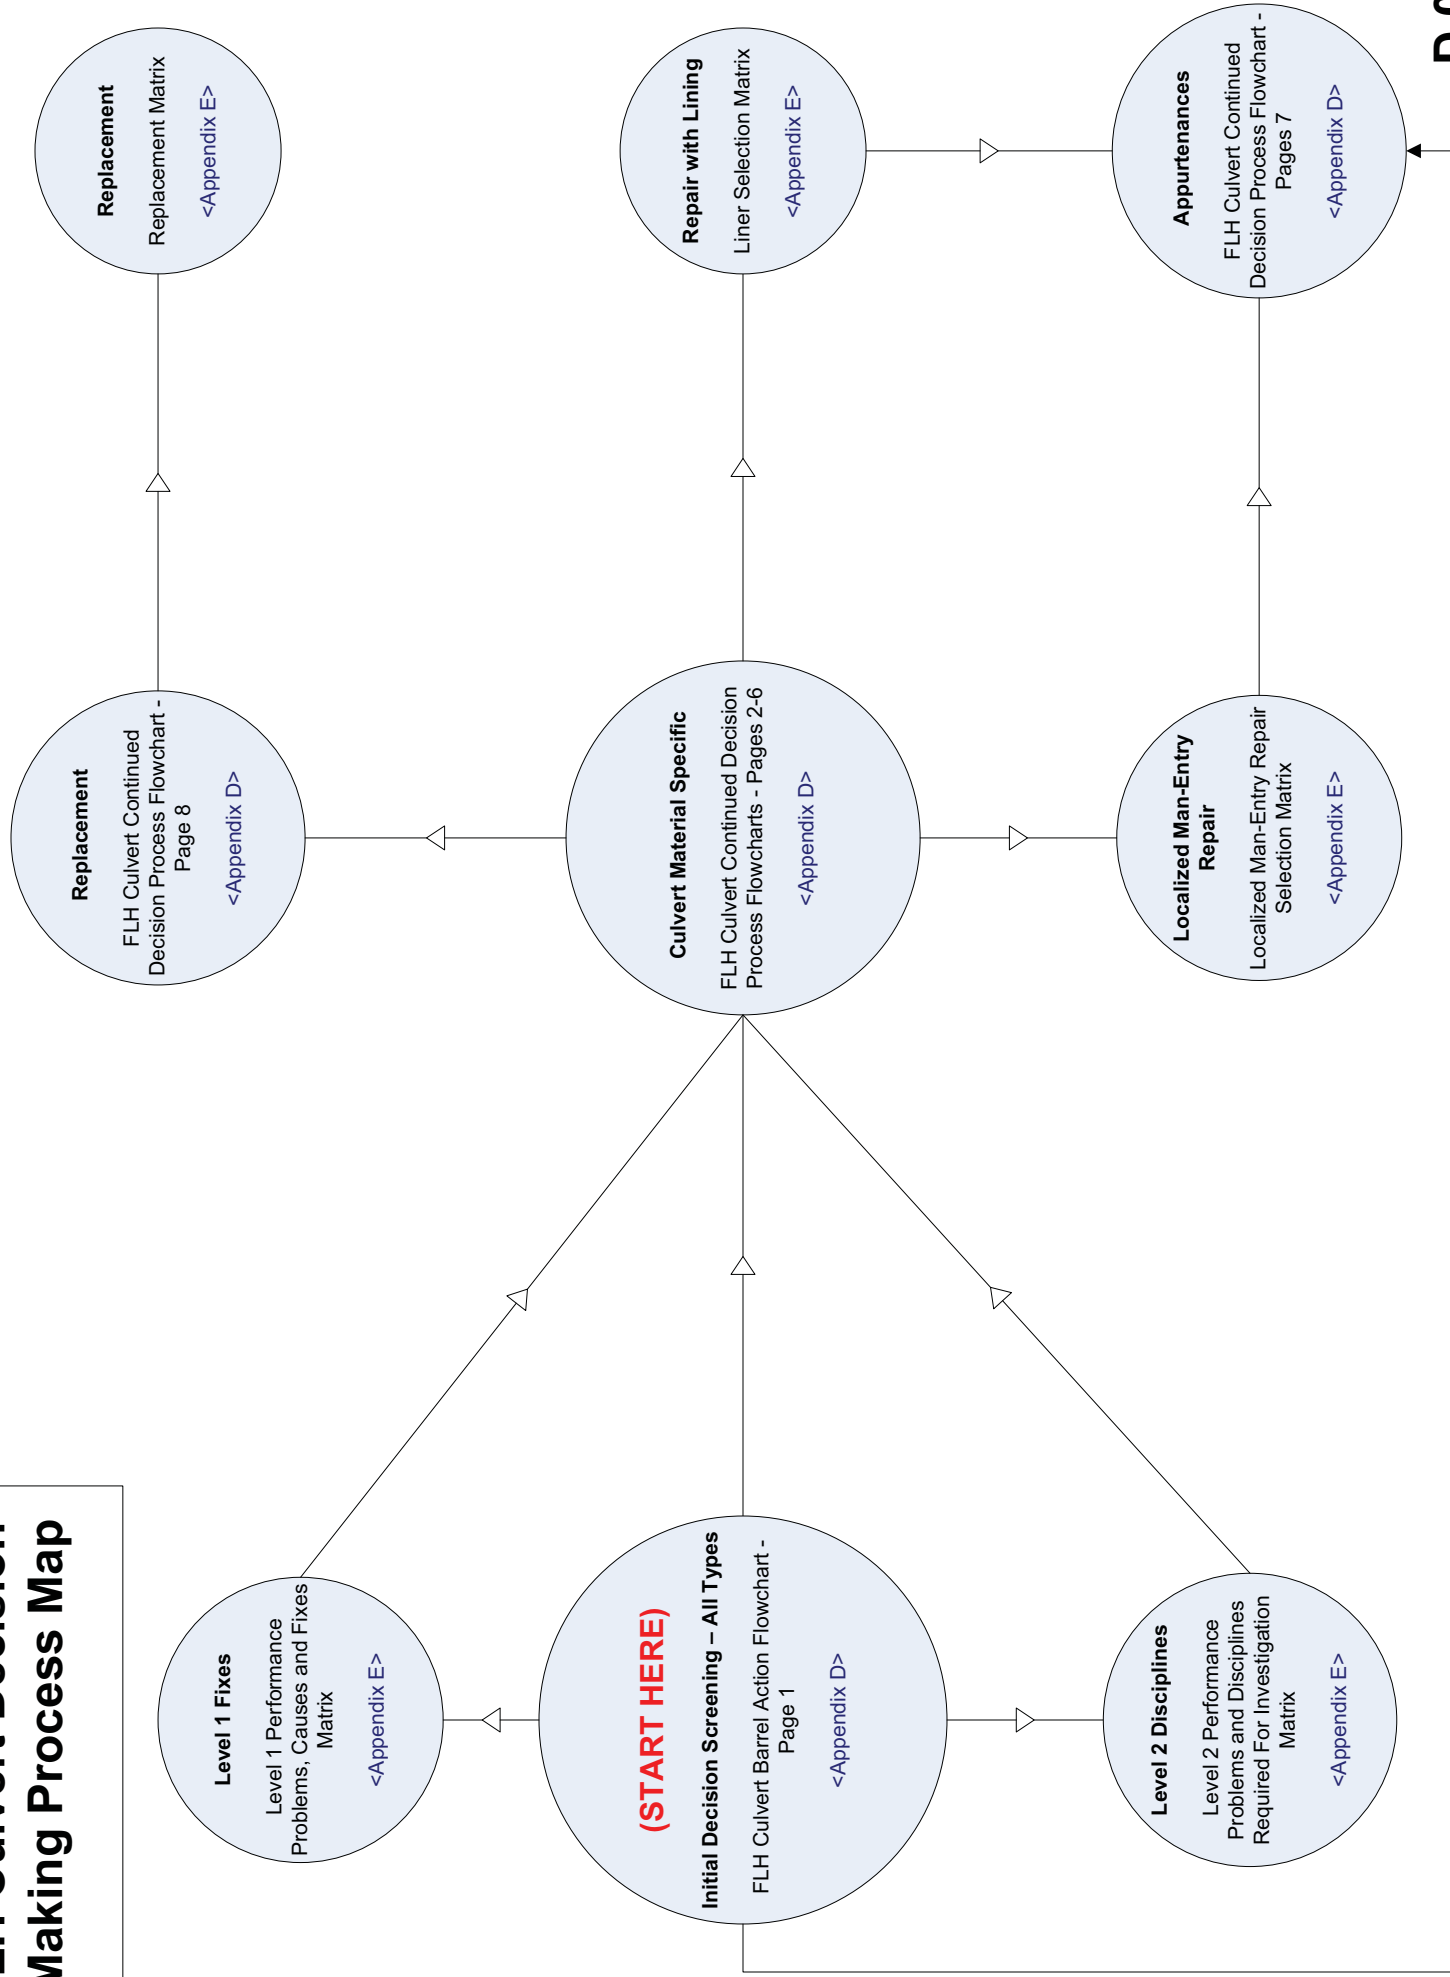 Making Process Map
Level 1 Fixes
Level 1 Performance
Problems, Causes and Fixes
Matrix
<Appendix E>
(START HERE)
Initial Decision Screening – All Types
FLH Culvert Barrel Action Flowchart -
Page 1
<Appendix D>
Level 2 Disciplines
Level 2 Performance
Problems and Disciplines
Required For Investigation
Matrix
<Appendix E>
Replacement
FLH Culvert Continued
Decision Process Flowchart -
Page 8
<Appendix D>
Culvert Material Specific
FLH Culvert Continued Decision
Process Flowcharts - Pages 2-6
<Appendix D>
Localized Man-Entry
Repair
Localized Man-Entry Repair
Selection Matrix
<Appendix E>
Replacement
Replacement Matrix
<Appendix E>
Repair with Lining
Liner Selection Matrix
<Appendix E>
Appurtenances
FLH Culvert Continued
Decision Process Flowchart -
Pages 7
<Appendix D>